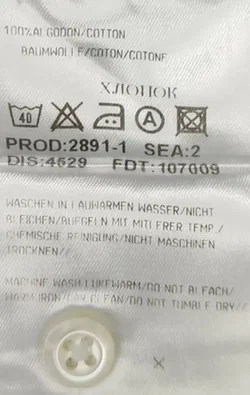 100%ALGODON/COTTON
BAUMWOLLE/COTON/COTONE
ХЛОПОК
40 A
PROD:2891-1 SEA:2
DIS:4529 FDT:107009
WASCHEN IN LAUWARMEN WASSER/NICHT
BLEICHEN/BUEGELN MIT MITLERER TEMP./
CHEMISCHE REINIGUNG/NICHT MASCHINEN
TROCKNEN//
MACHINE WASH LUKEWARM/DO NOT BLEACH/
WARM IRON/DRY CLEAN/DO NOT TUMBLE DRY//